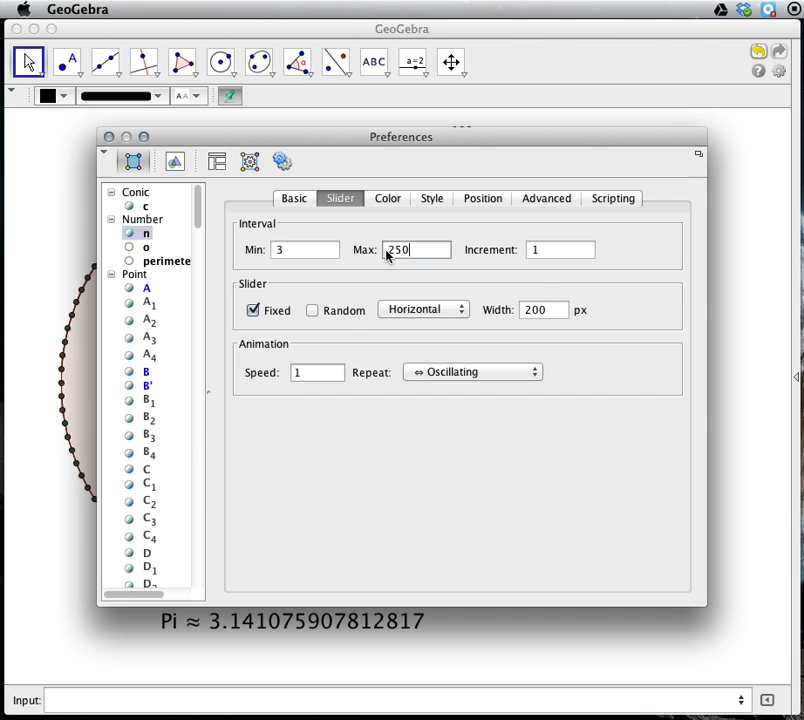 GeoGebra
GeoGebra
A
α
ABC
a=2
AA
Preferences
Conic
c
Number
n
o
perimete
Point
A
A1
A2
A3
A4
B
B'
B1
B2
B3
B4
C
C1
C2
C3
C4
D
D1
Basic Slider Color Style Position Advanced Scripting
Interval
Min: 3 Max: 250 Increment: 1
Slider
Fixed Random Horizontal Width: 200 px
Animation
Speed: 1 Repeat: ⇔ Oscillating
Pi ≈ 3.141075907812817
Input: